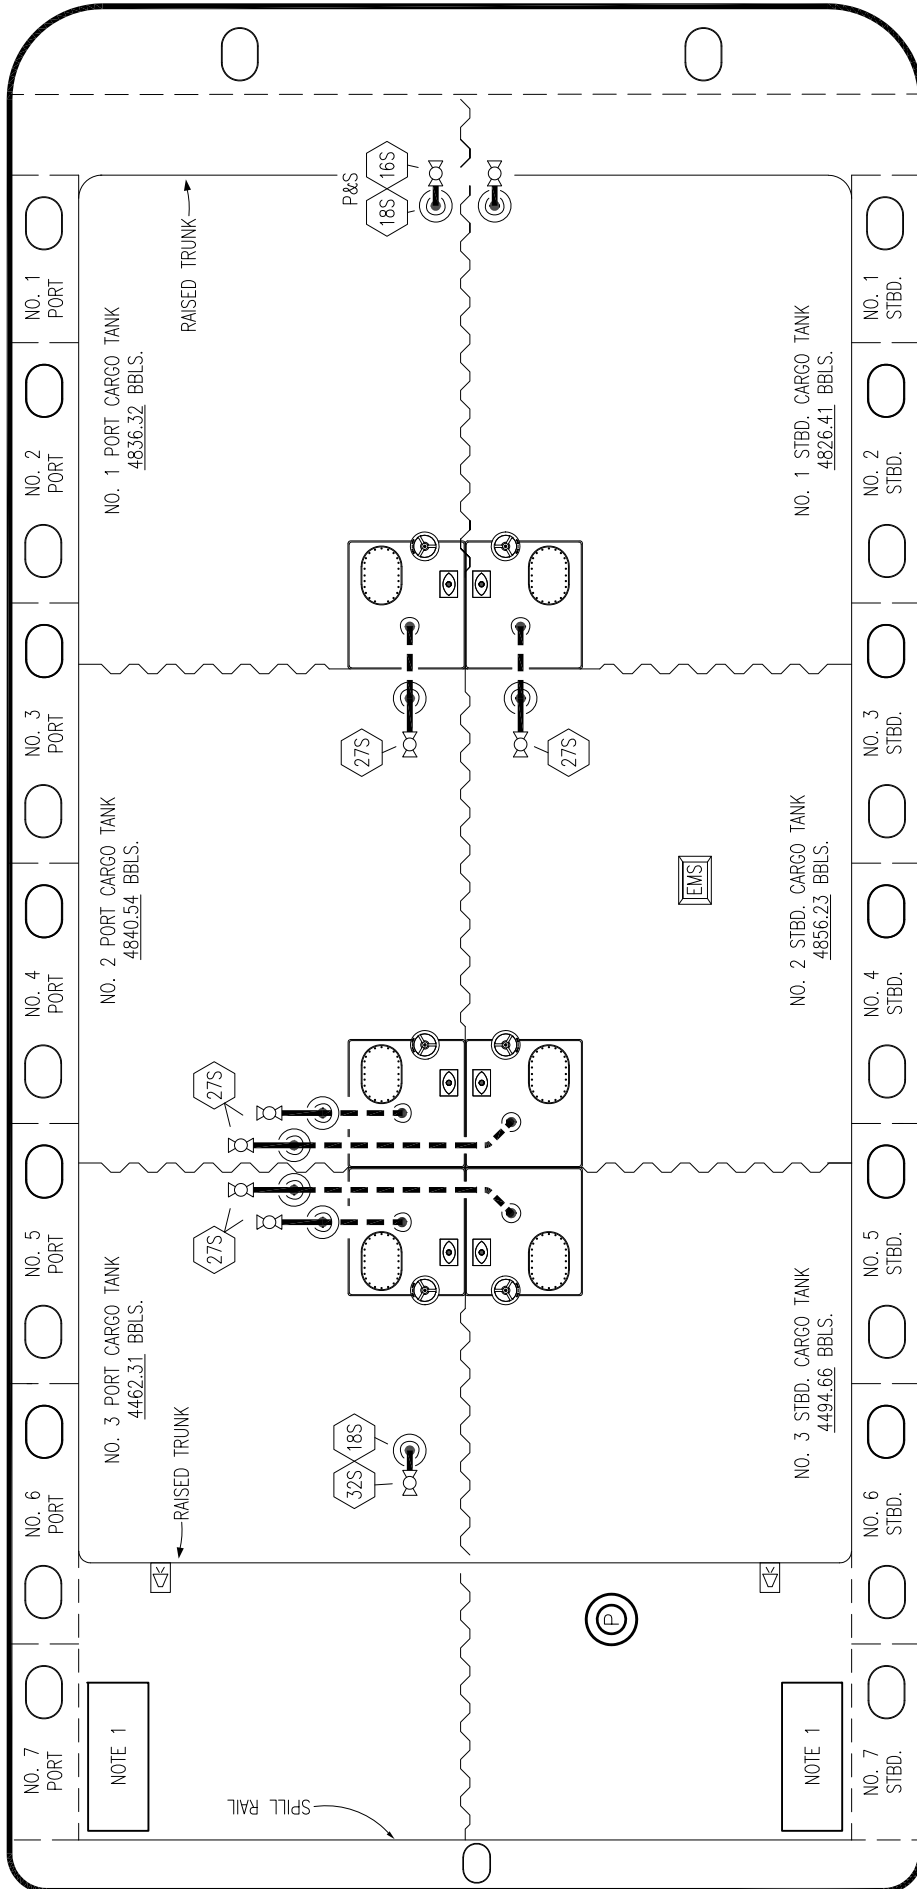 P&S
18S
16S
RAISED TRUNK
NO. 1
PORT
NO. 1 PORT CARGO TANK
4836.32 BBLS.
NO. 1 STBD. CARGO TANK
4826.41 BBLS.
NO. 1
STBD.
NO. 2
PORT
NO. 2
STBD.
27S
27S
NO. 3
PORT
NO. 3
STBD.
NO. 2 PORT CARGO TANK
4840.54 BBLS.
EMS
NO. 2 STBD. CARGO TANK
4856.23 BBLS.
NO. 4
PORT
NO. 4
STBD.
27S
27S
NO. 5
PORT
NO. 5
STBD.
NO. 3 PORT CARGO TANK
4462.31 BBLS.
NO. 3 STBD. CARGO TANK
4494.66 BBLS.
32S
18S
RAISED TRUNK
NO. 6
PORT
NO. 6
STBD.
P
NOTE 1
NOTE 1
NO. 7
PORT
NO. 7
STBD.
SPILL RAIL